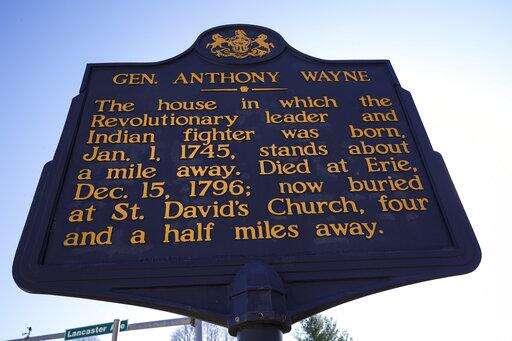 GEN. ANTHONY WAYNE
The house in which the
Revolutionary leader and
Indian fighter was born,
Jan. 1, 1745, stands about
a mile away. Died at Erie,
Dec. 15, 1796; now buried
at St. David's Church, four
and a half miles away.
Lancaster Ave